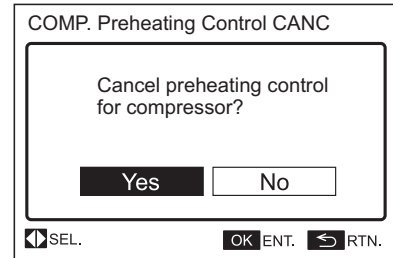 COMP. Preheating Control CANC
Cancel preheating control
for compressor?
Yes No
SEL. OK ENT. RTN.